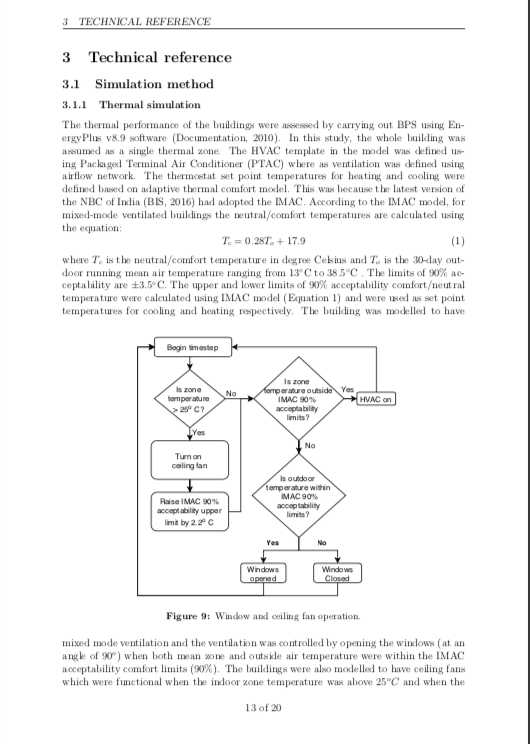 3 TECHNICAL REFERENCE
3 Technical reference
3.1 Simulation method
3.1.1 Thermal simulation
The thermal performance of the buildings were assessed by carrying out BPS using En-
ergyPlus v8.9 software (Documentation, 2010). In this study, the whole building was
assumed as a single thermal zone. The HVAC template in the model was defined us-
ing Packaged Terminal Air Conditioner (PTAC) where as ventilation was defined using
airflow network. The thermostat set point temperatures for heating and cooling were
defined based on adaptive thermal comfort model. This was because the latest version of
the NBC of India (BIS, 2016) had adopted the IMAC. According to the IMAC model, for
mixed-mode ventilated buildings the neutral/comfort temperatures are calculated using
the equation:
Tc = 0.28To + 17.9 (1)
where Tc is the neutral/comfort temperature in degree Celsius and To is the 30-day out-
door running mean air temperature ranging from 13°C to 38.5°C . The limits of 90% ac-
ceptability are ±3.5°C. The upper and lower limits of 90% acceptability comfort/neutral
temperature were calculated using IMAC model (Equation 1) and were used as set point
temperatures for cooling and heating respectively. The building was modelled to have
Begin timestep
Is zone
temperature
> 25° C?
No
Yes
Turn on
ceiling fan
Raise IMAC 90%
acceptability upper
limit by 2.2° C
Is zone
temperature outside
IMAC 90%
acceptability
limits?
Yes
HVAC on
No
Is outdoor
temperature within
IMAC 90%
acceptability
limits?
Yes
No
Windows
opened
Windows
Closed
Figure 9: Window and ceiling fan operation.
mixed mode ventilation and the ventilation was controlled by opening the windows (at an
angle of 90°) when both mean zone and outside air temperature were within the IMAC
acceptability comfort limits (90%). The buildings were also modelled to have ceiling fans
which were functional when the indoor zone temperature was above 25°C and when the
13 of 20